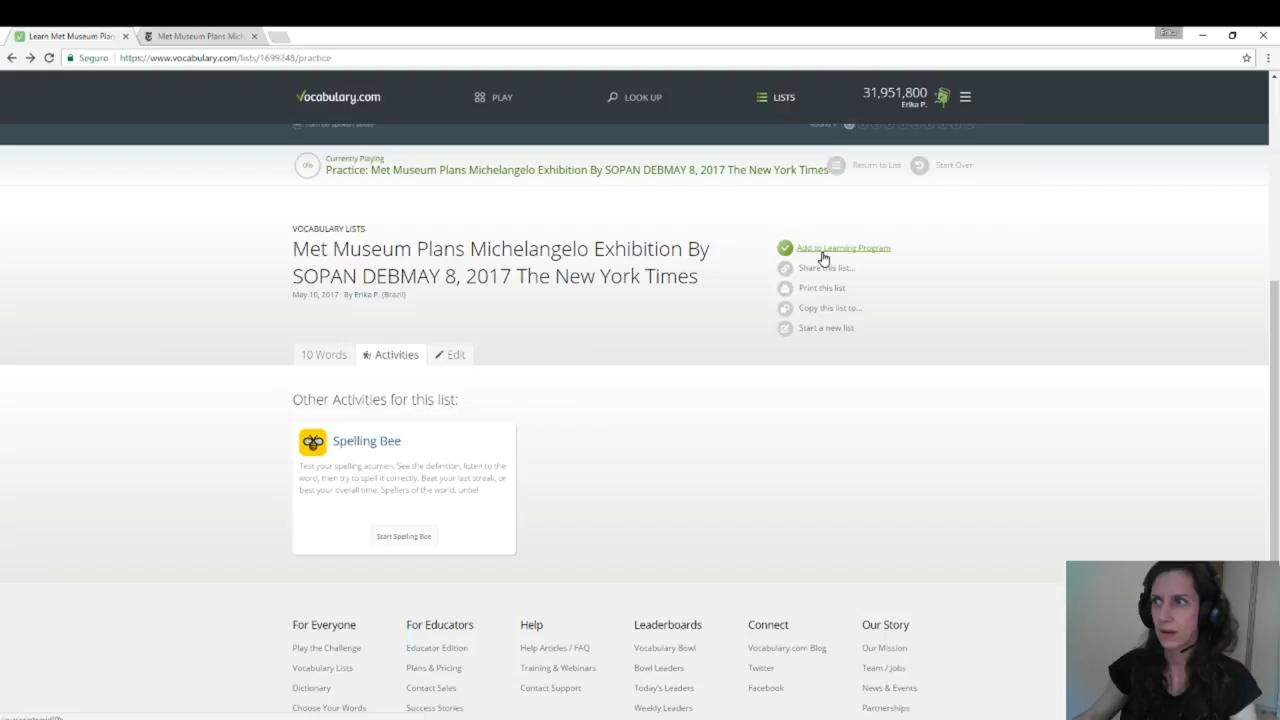 Learn Met Museum Plan
Met Museum Plans Mich
Erika
Seguro https://www.vocabulary.com/lists/1699248/practice
Vocabulary.com PLAY LOOK UP LISTS 31,951,800
Erika P.
0% Currently Playing
Practice: Met Museum Plans Michelangelo Exhibition By SOPAN DEBMAY 8, 2017 The New York Times Return to List Start Over
VOCABULARY LISTS
Met Museum Plans Michelangelo Exhibition By
SOPAN DEBMAY 8, 2017 The New York Times
May 10, 2017 By Erika P. (Brazil)
Add to Learning Program
Share this list...
Print this list
Copy this list to...
Start a new list
10 Words Activities Edit
Other Activities for this list:
Spelling Bee
Test your spelling acumen. See the definition, listen to the
word, then try to spell it correctly. Beat your last streak, or
best your overall time. Spellers of the world, untie!
Start Spelling Bee
For Everyone For Educators Help Leaderboards Connect Our Story
Play the Challenge Educator Edition Help Articles / FAQ Vocabulary Bowl Vocabulary.com Blog Our Mission
Vocabulary Lists Plans & Pricing Training & Webinars Bowl Leaders Twitter Team / Jobs
Dictionary Contact Sales Contact Support Today's Leaders Facebook News & Events
Choose Your Words Success Stories Weekly Leaders Partnerships